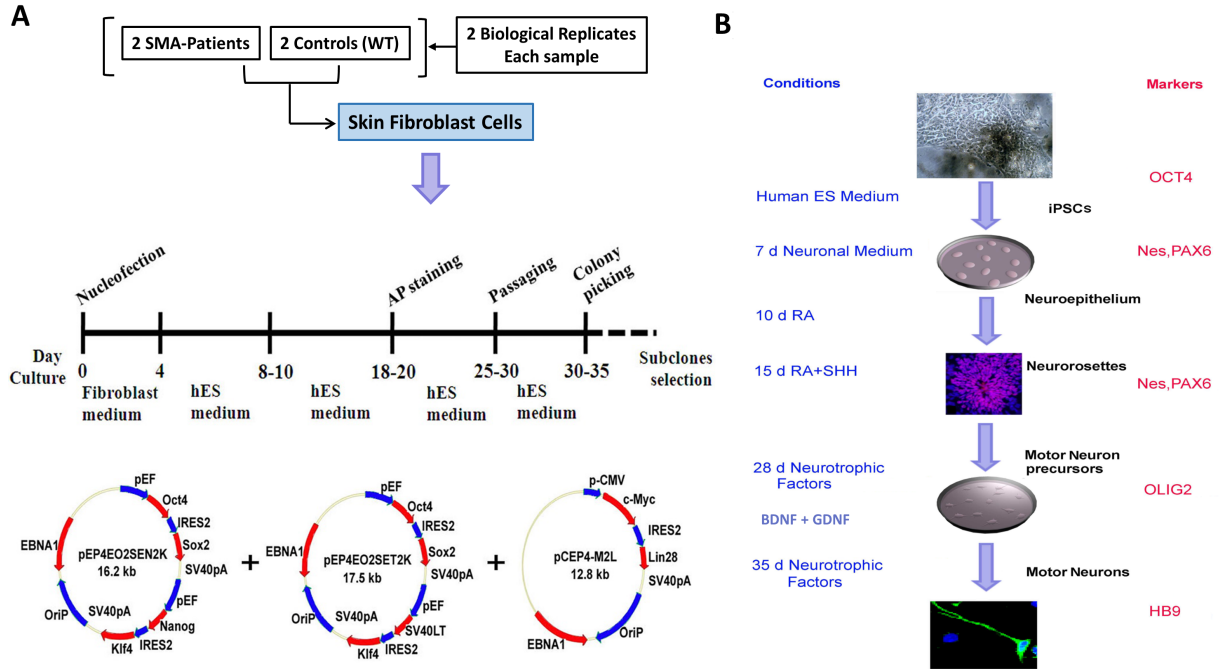 A
2 SMA-Patients
2 Controls (WT)
2 Biological Replicates
Each sample
Skin Fibroblast Cells
Nucleofection
AP staining
Passaging
Colony
picking
Day
Culture
0
4
8-10
18-20
25-30
30-35
Subclones
selection
Fibroblast
medium
hES
medium
hES
medium
hES
medium
hES
medium
pEF
Oct4
IRES2
Sox2
SV40pA
pEF
Nanog
IRES2
Klf4
SV40pA
OriP
EBNA1
pEP4EO2SEN2K
16.2 kb
+
pEF
Oct4
IRES2
Sox2
SV40pA
pEF
SV40LT
IRES2
Klf4
SV40pA
OriP
EBNA1
pEP4EO2SET2K
17.5 kb
+
p-CMV
c-Myc
IRES2
Lin28
SV40pA
OriP
EBNA1
pCEP4-M2L
12.8 kb
B
Conditions
Markers
OCT4
Human ES Medium
iPSCs
7 d Neuronal Medium
Nes,PAX6
Neuroepithelium
10 d RA
15 d RA+SHH
Neurorosettes
Nes,PAX6
Motor Neuron
precursors
28 d Neurotrophic
Factors
OLIG2
BDNF + GDNF
35 d Neurotrophic
Factors
Motor Neurons
HB9